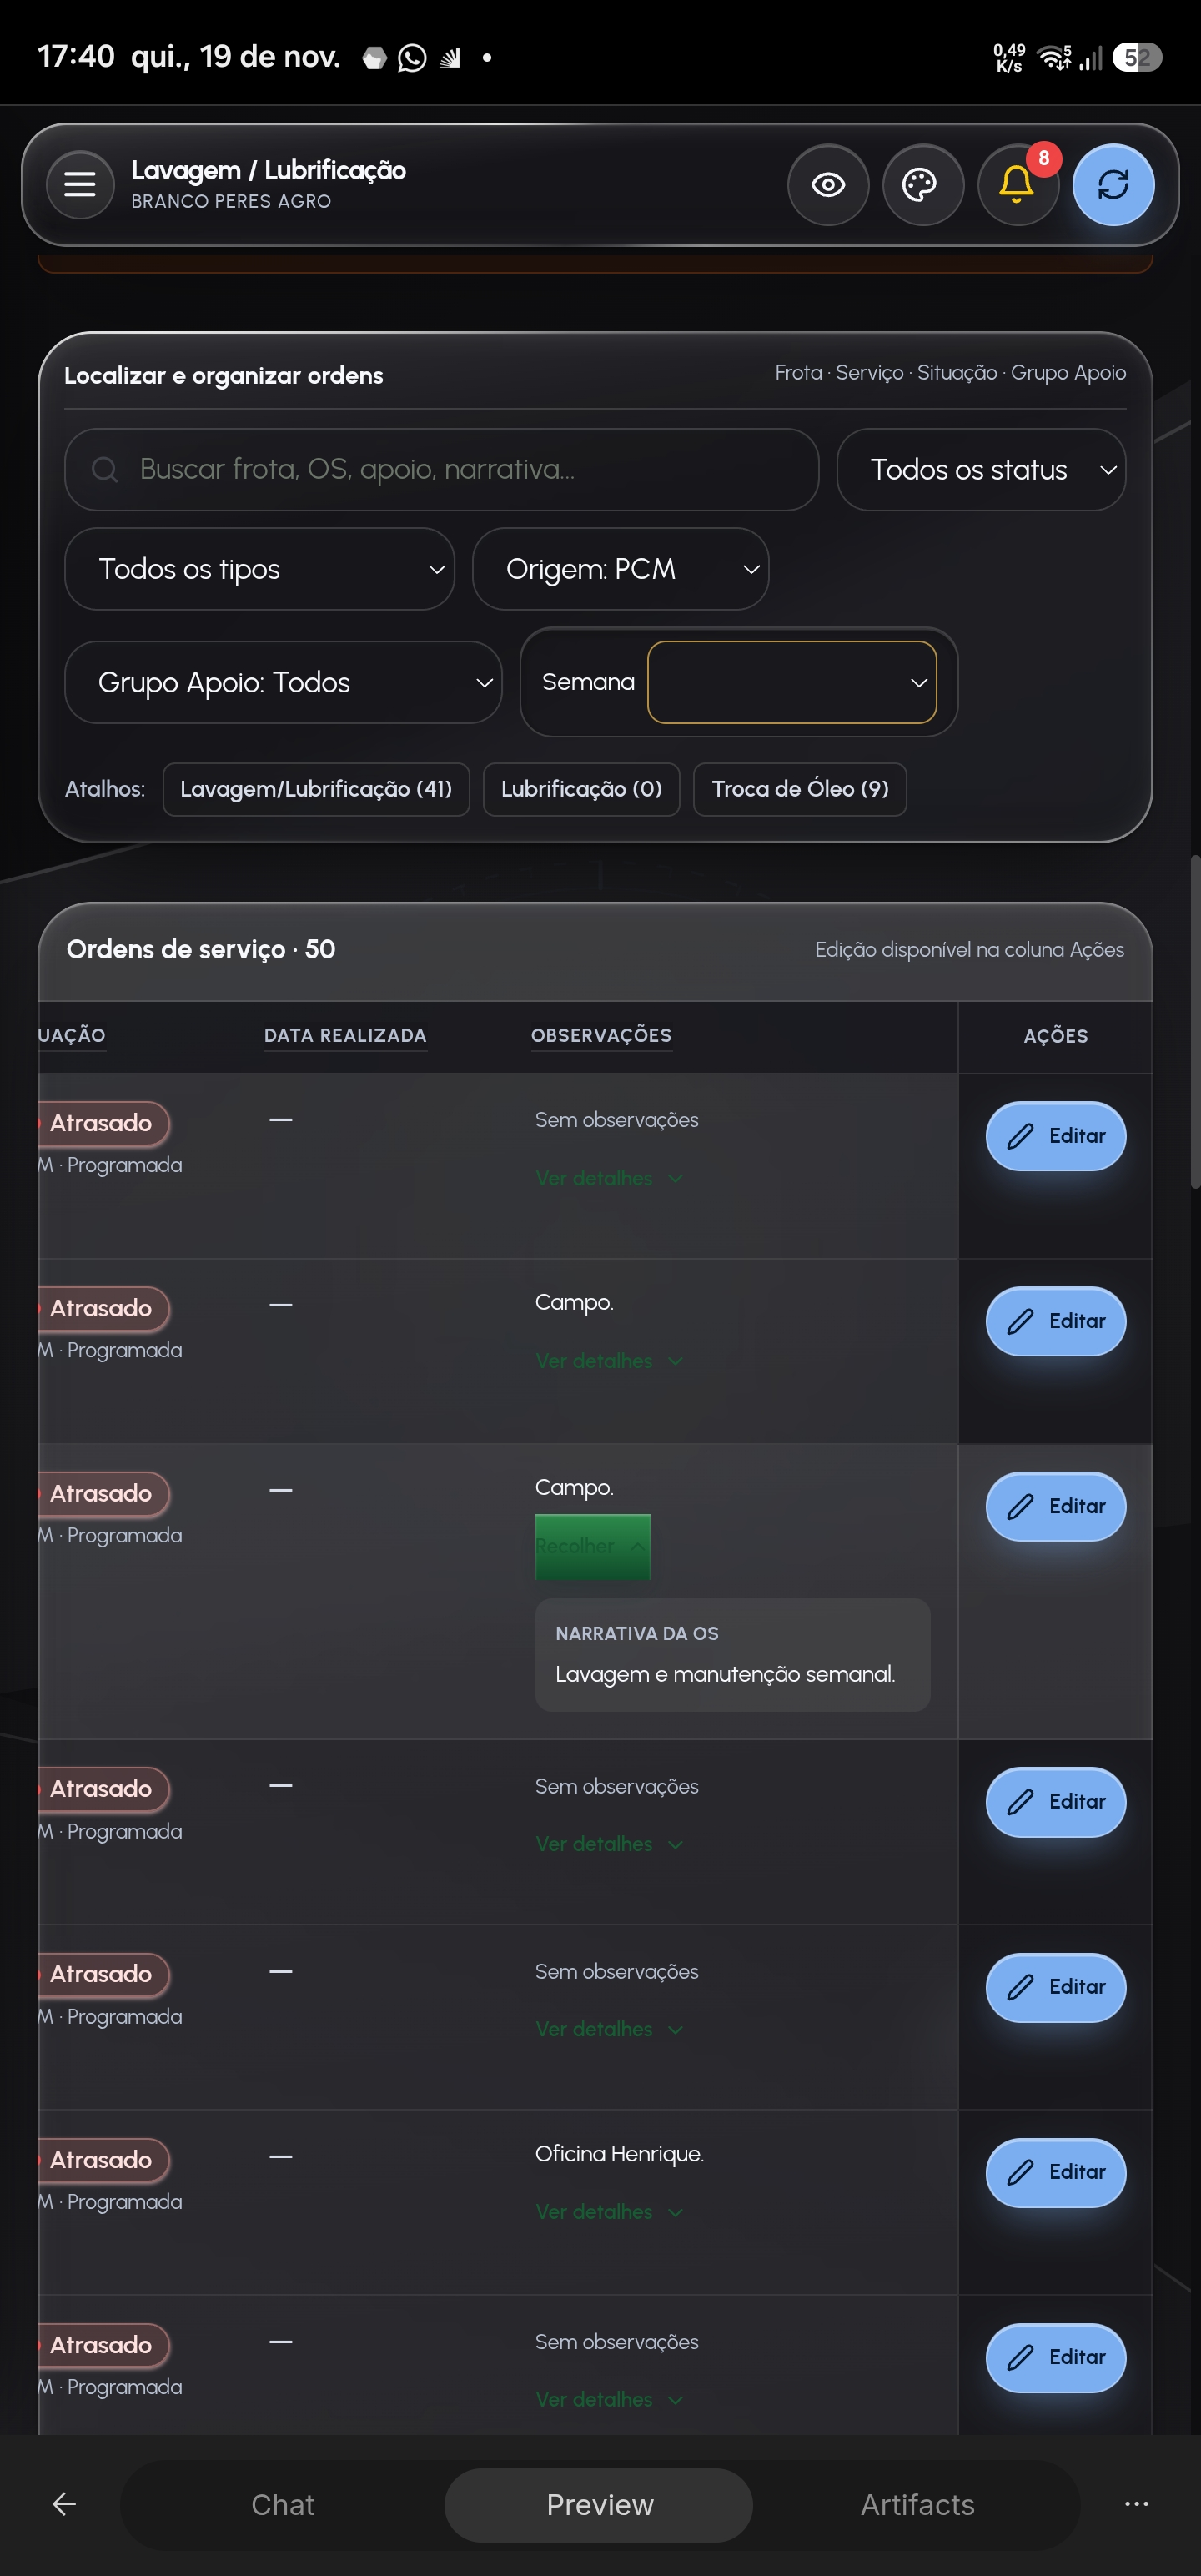 17:40 qui., 19 de nov.
0,49 K/s
5
52
Lavagem / Lubrificação
BRANCO PERES AGRO
8
Localizar e organizar ordens
Frota · Serviço · Situação · Grupo Apoio
Buscar frota, OS, apoio, narrativa...
Todos os status
Todos os tipos
Origem: PCM
Grupo Apoio: Todos
Semana
Atalhos: Lavagem/Lubrificação (41) Lubrificação (0) Troca de Óleo (9)
Ordens de serviço · 50
Edição disponível na coluna Ações
UAÇÃO DATA REALIZADA OBSERVAÇÕES AÇÕES
Atrasado — Sem observações Editar
M · Programada
Ver detalhes
Atrasado — Campo. Editar
M · Programada
Ver detalhes
Atrasado — Campo. Editar
M · Programada
Recolher
NARRATIVA DA OS
Lavagem e manutenção semanal.
Atrasado — Sem observações Editar
M · Programada
Ver detalhes
Atrasado — Sem observações Editar
M · Programada
Ver detalhes
Atrasado — Oficina Henrique. Editar
M · Programada
Ver detalhes
Atrasado — Sem observações Editar
M · Programada
Ver detalhes
Chat Preview Artifacts